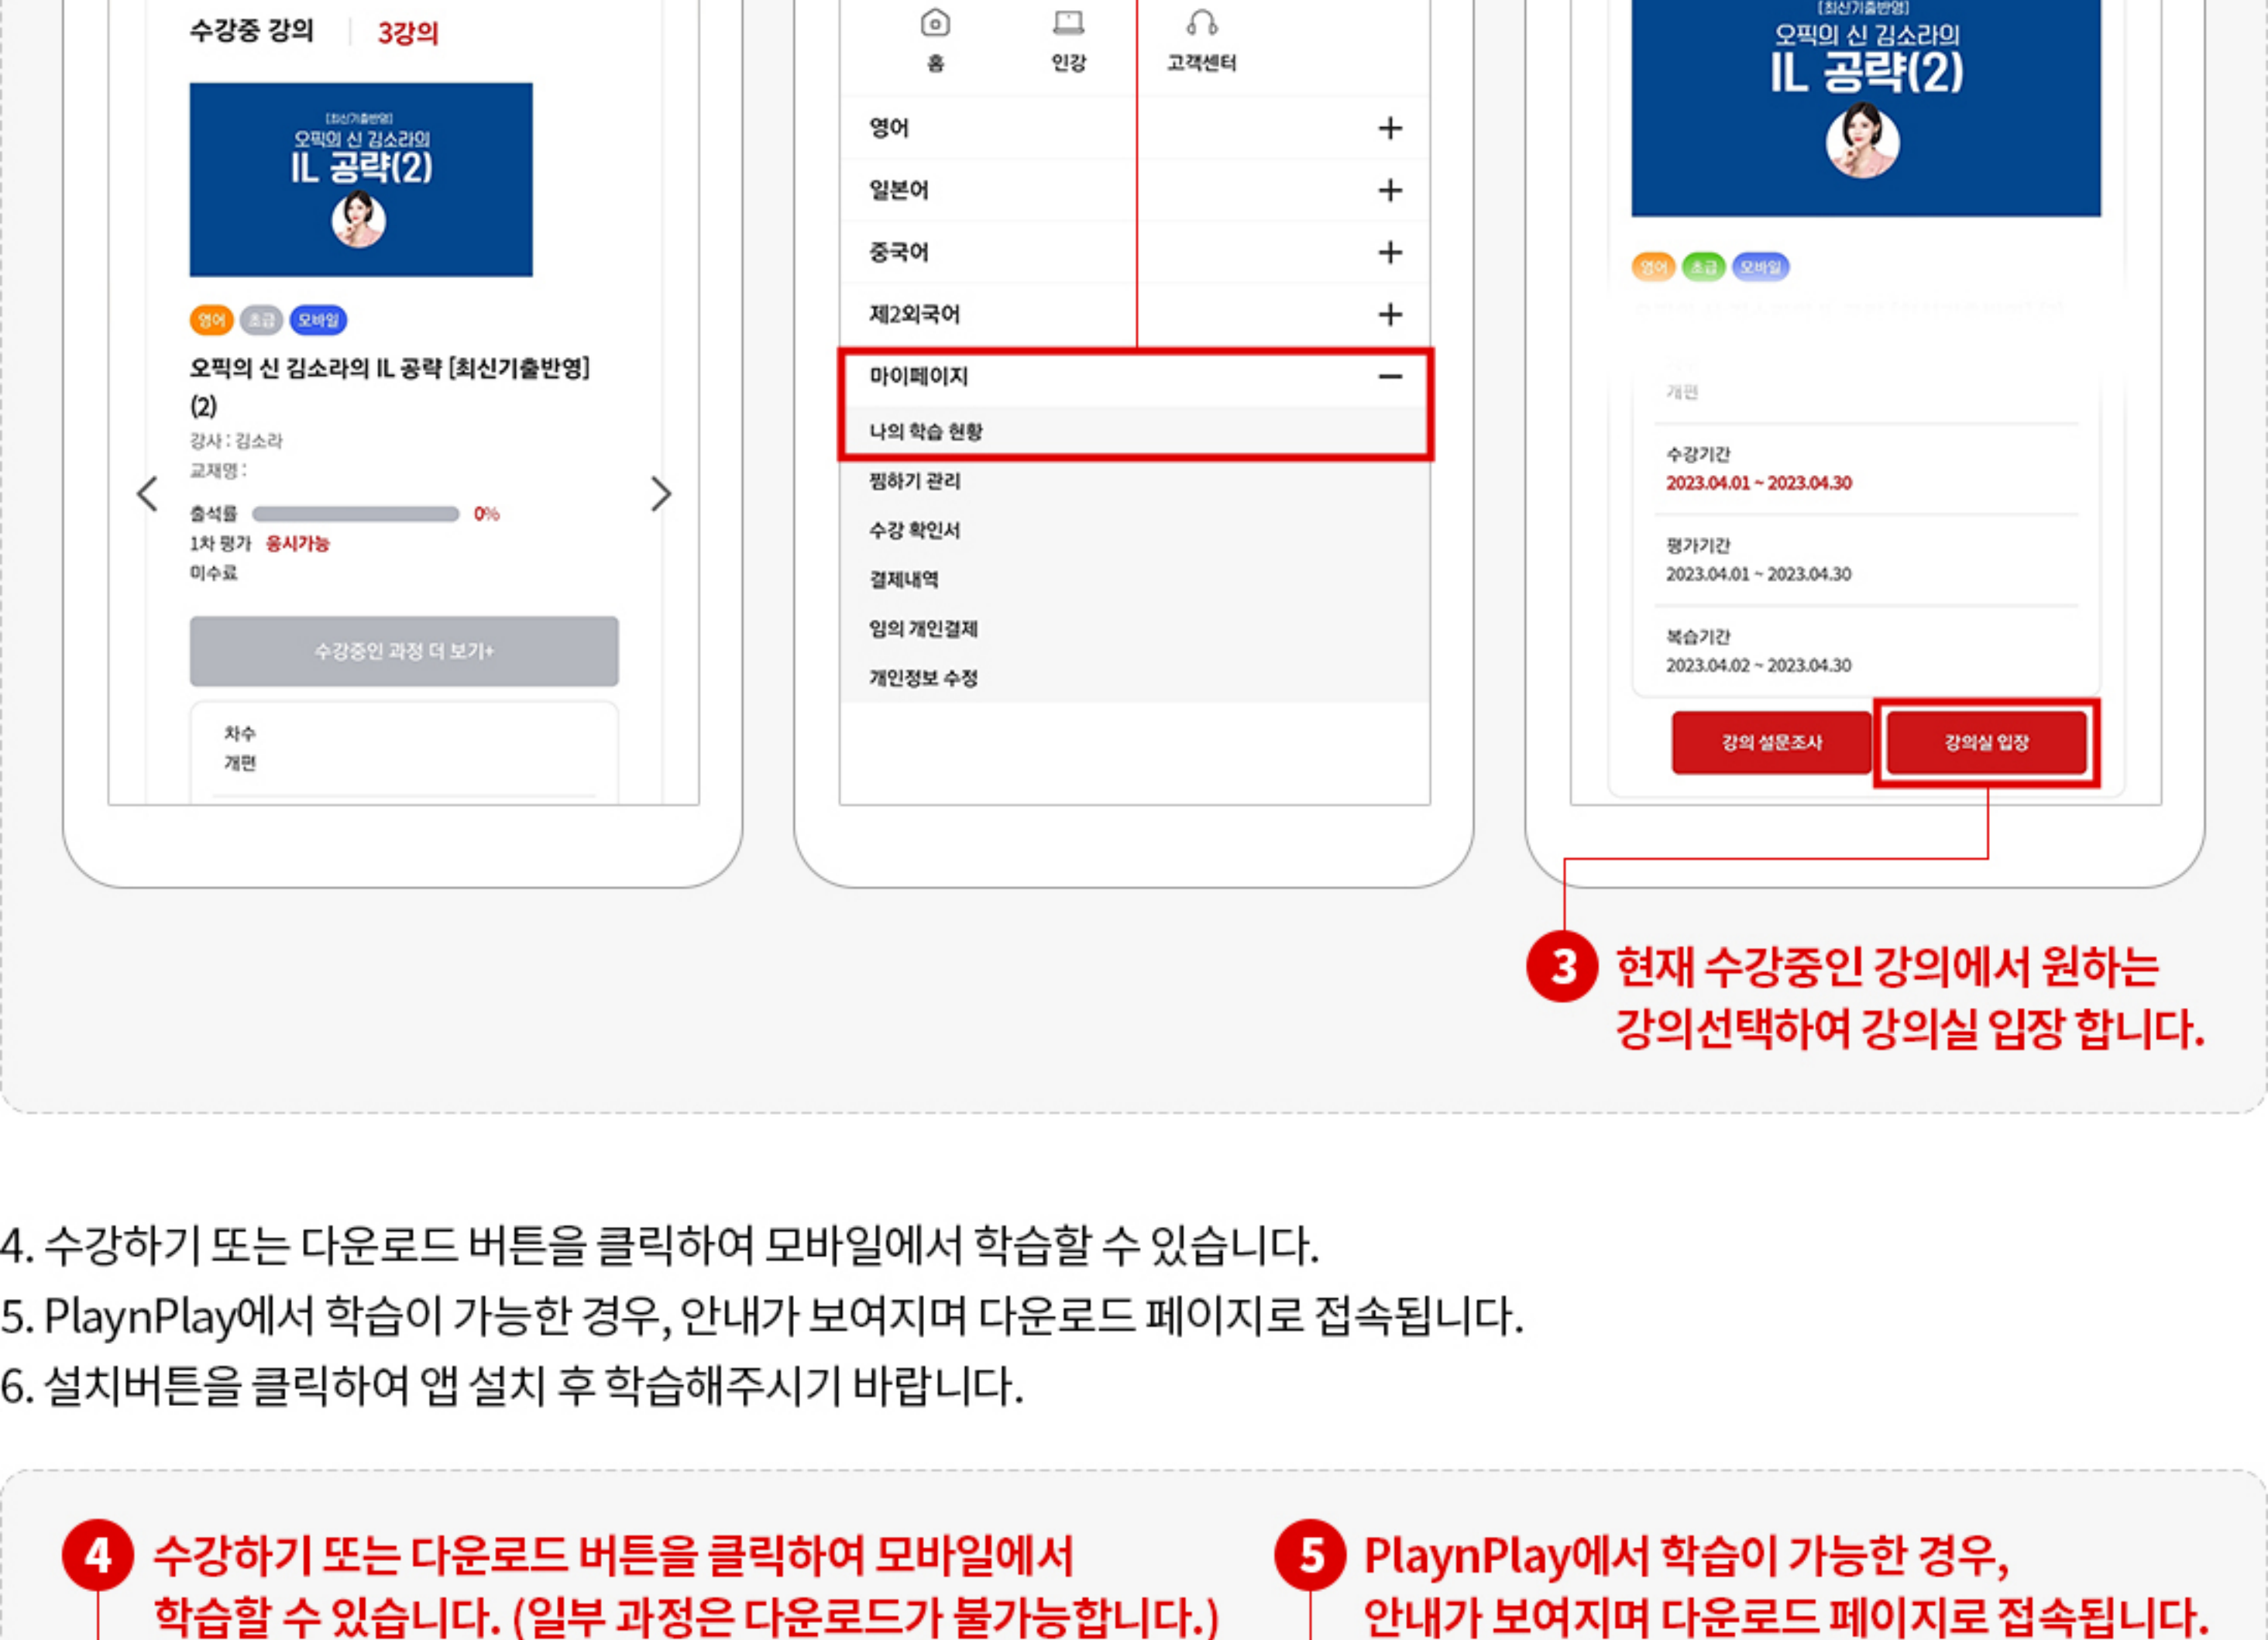 수강중 강의
3강의
[최신기출반영]
오픽의 신 김소라의
IL 공략(2)
영어 초급 모바일
오픽의 신 김소라의 IL 공략 [최신기출반영]
(2)
강사 : 김소라
교재명 :
출석률 0%
1차 평가 응시가능
미수료
수강중인 과정 더 보기+
차수
개편
홈 인강 고객센터
영어 +
일본어 +
중국어 +
제2외국어 +
마이페이지 −
나의 학습 현황
찜하기 관리
수강 확인서
결제내역
임의 개인결제
개인정보 수정
[최신기출반영]
오픽의 신 김소라의
IL 공략(2)
영어 초급 모바일
개편
수강기간
2023.04.01 ~ 2023.04.30
평가기간
2023.04.01 ~ 2023.04.30
복습기간
2023.04.02 ~ 2023.04.30
강의 설문조사 강의실 입장
3 현재 수강중인 강의에서 원하는
강의선택하여 강의실 입장 합니다.
4. 수강하기 또는 다운로드 버튼을 클릭하여 모바일에서 학습할 수 있습니다.
5. PlaynPlay에서 학습이 가능한 경우, 안내가 보여지며 다운로드 페이지로 접속됩니다.
6. 설치버튼을 클릭하여 앱 설치 후 학습해주시기 바랍니다.
4 수강하기 또는 다운로드 버튼을 클릭하여 모바일에서
학습할 수 있습니다. (일부 과정은 다운로드가 불가능합니다.)
5 PlaynPlay에서 학습이 가능한 경우,
안내가 보여지며 다운로드 페이지로 접속됩니다.